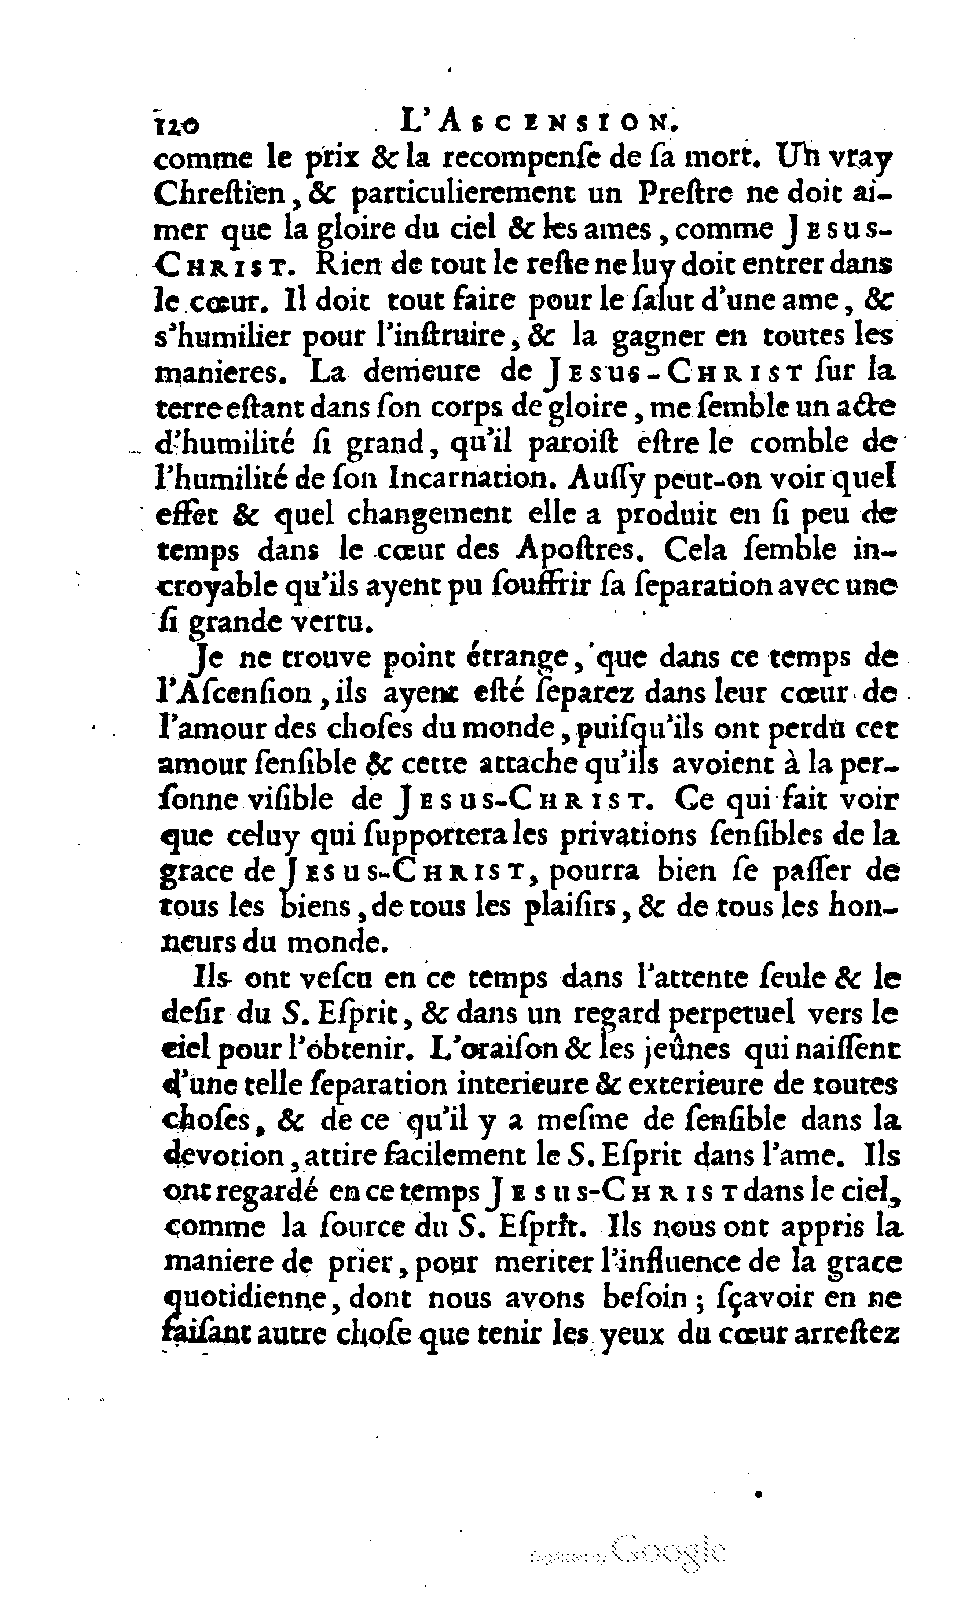 120 L'ASCENSION.
comme le prix & la recompenſe de ſa mort. Un vray
Chreſtien, & particulierement un Preſtre ne doit ai-
mer que la gloire du ciel & les ames, comme JESUS-
CHRIST. Rien de tout le reſte ne luy doit entrer dans
le cœur. Il doit tout faire pour le ſalut d'une ame, &
s'humilier pour l'inſtruire, & la gagner en toutes les
manieres. La demeure de JESUS-CHRIST ſur la
terre eſtant dans ſon corps de gloire, me ſemble un acte
d'humilité ſi grand, qu'il paroiſt eſtre le comble de
l'humilité de ſon Incarnation. Auſſy peut-on voir quel
effet & quel changement elle a produit en ſi peu de
temps dans le cœur des Apoſtres. Cela ſemble in-
croyable qu'ils ayent pu ſouffrir ſa ſeparation avec une
ſi grande vertu.
Je ne trouve point étrange, que dans ce temps de
l'Aſcenſion, ils ayent eſté ſeparez dans leur cœur de
l'amour des choſes du monde, puiſqu'ils ont perdu cet
amour ſenſible & cette attache qu'ils avoient à la per-
ſonne viſible de JESUS-CHRIST. Ce qui fait voir
que celuy qui ſupportera les privations ſenſibles de la
grace de JESUS-CHRIST, pourra bien ſe paſſer de
tous les biens, de tous les plaiſirs, & de tous les hon-
neurs du monde.
Ils ont veſcu en ce temps dans l'attente ſeule & le
deſir du S. Eſprit, & dans un regard perpetuel vers le
ciel pour l'obtenir. L'oraiſon & les jeûnes qui naiſſent
d'une telle ſeparation interieure & exterieure de toutes
choſes, & de ce qu'il y a meſme de ſenſible dans la
devotion, attire facilement le S. Eſprit dans l'ame. Ils
ont regardé en ce temps JESUS-CHRIST dans le ciel,
comme la ſource du S. Eſprit. Ils nous ont appris la
maniere de prier, pour meriter l'influence de la grace
quotidienne, dont nous avons beſoin ; ſçavoir en ne
faiſant autre choſe que tenir les yeux du cœur arreſtez
Digitized by Google